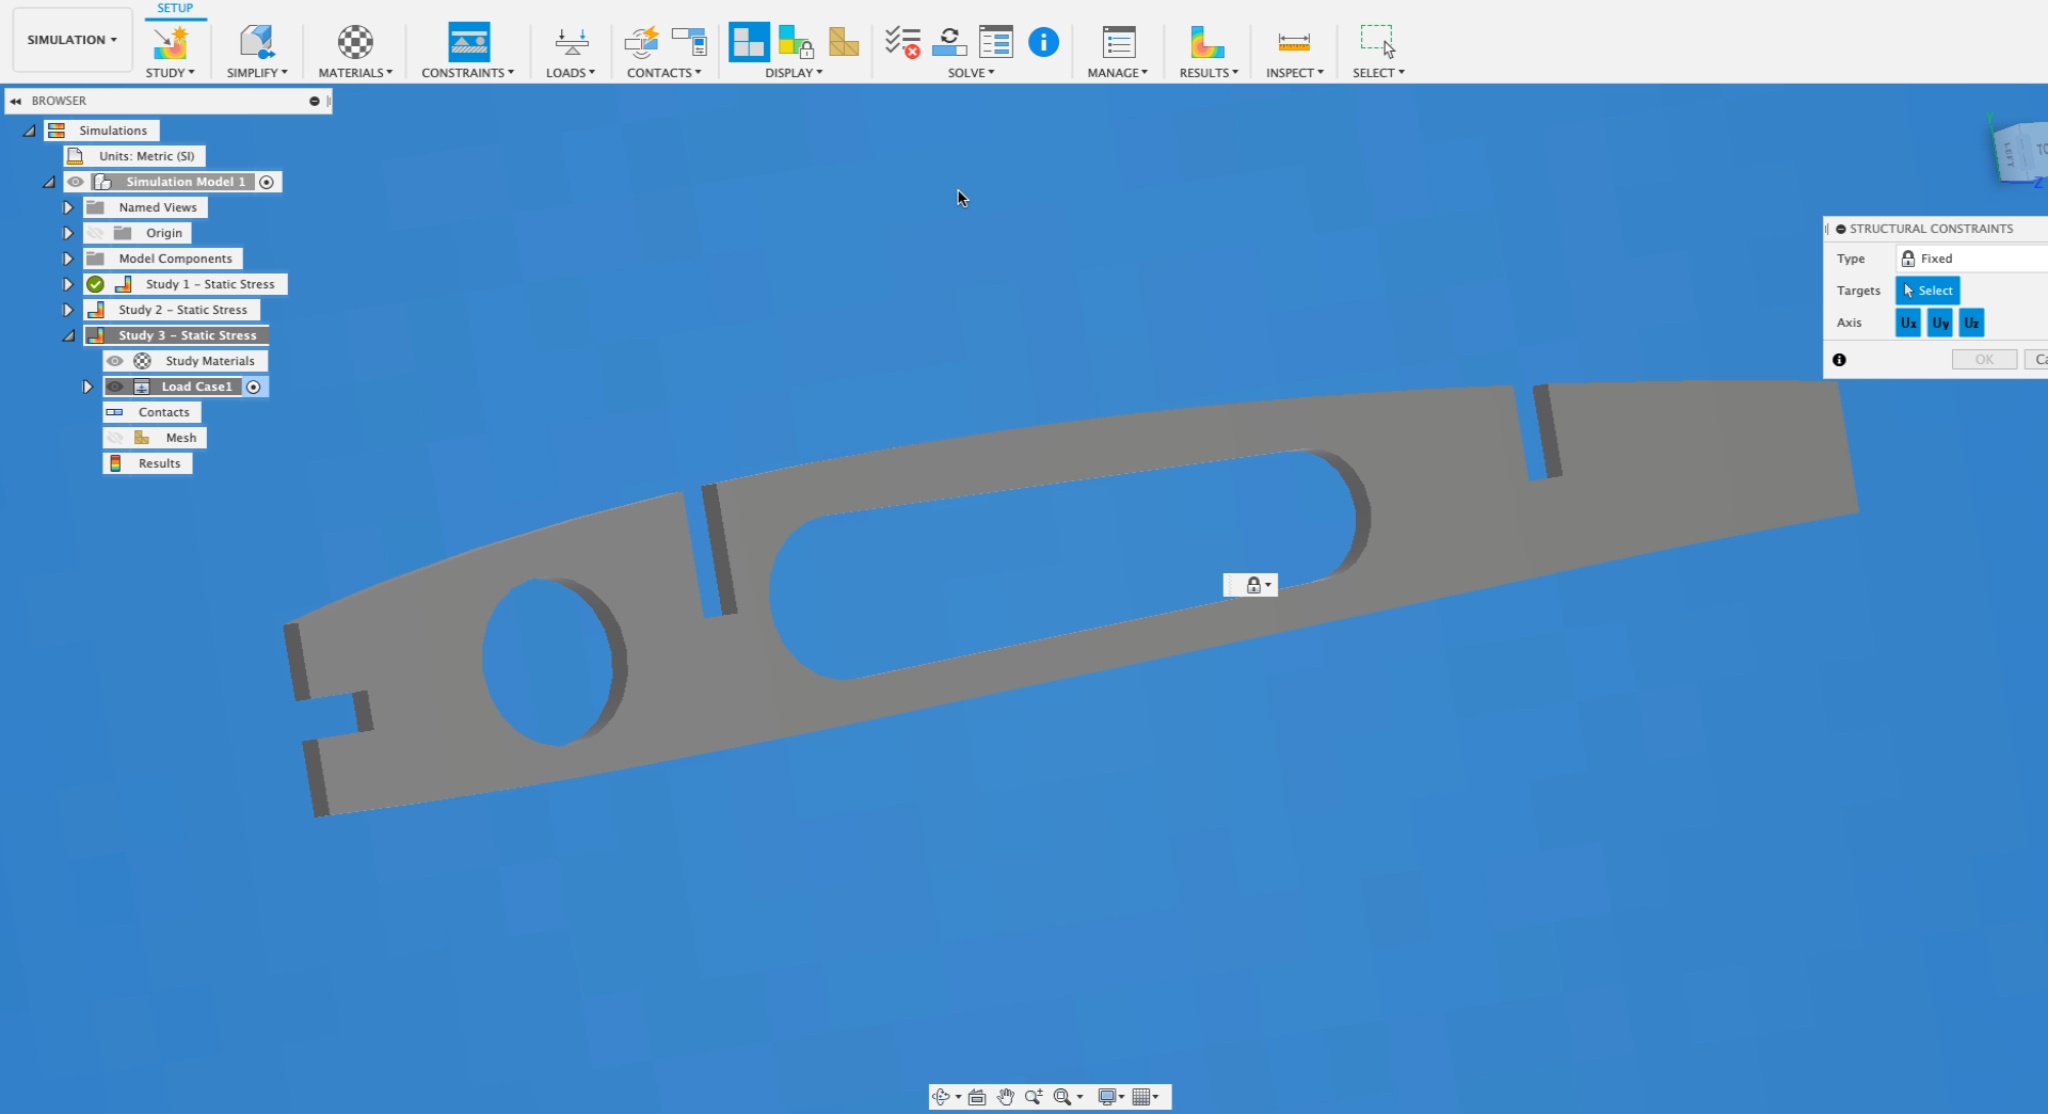 SETUP
SIMULATION
STUDY
SIMPLIFY
MATERIALS
CONSTRAINTS
LOADS
CONTACTS
DISPLAY
SOLVE
MANAGE
RESULTS
INSPECT
SELECT
BROWSER
Simulations
Units: Metric (SI)
Simulation Model 1
Named Views
Origin
Model Components
Study 1 - Static Stress
Study 2 - Static Stress
Study 3 - Static Stress
Study Materials
Load Case1
Contacts
Mesh
Results
Y
LEFT
TO
Z
STRUCTURAL CONSTRAINTS
Type Fixed
Targets Select
Axis Ux Uy Uz
OK Ca